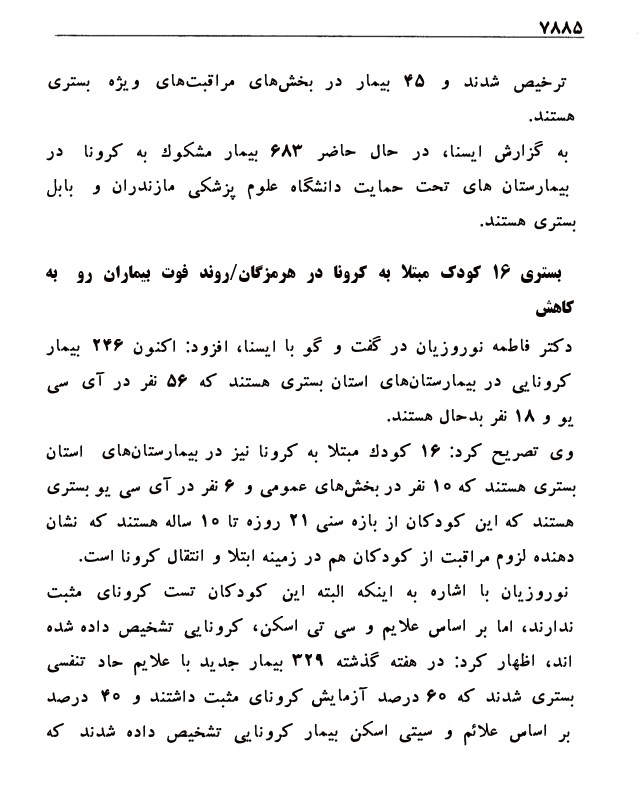 ۷۸۸۵
ترخیص شدند و ۴۵ بیمار در بخش‌های مراقبت‌های ویژه بستری
هستند.
به گزارش ایسنا، در حال حاضر ۶۸۳ بیمار مشکوك به کرونا در
بیمارستان های تحت حمایت دانشگاه علوم پزشکی مازندران و بابل
بستری هستند.
بستری ۱۶ کودک مبتلا به کرونا در هرمزگان/روند فوت بیماران رو به
کاهش
دکتر فاطمه نوروزیان در گفت و گو با ایسنا، افزود: اکنون ۲۴۶ بیمار
کرونایی در بیمارستان‌های استان بستری هستند که ۵۶ نفر در آی سی
یو و ۱۸ نفر بدحال هستند.
وی تصریح کرد: ۱۶ کودك مبتلا به کرونا نیز در بیمارستان‌های استان
بستری هستند که ۱۰ نفر در بخش‌های عمومی و ۶ نفر در آی سی یو بستری
هستند که این کودکان از بازه سنی ۲۱ روزه تا ۱۰ ساله هستند که نشان
دهنده لزوم مراقبت از کودکان هم در زمینه ابتلا و انتقال کرونا است.
نوروزیان با اشاره به اینکه البته این کودکان تست کرونای مثبت
ندارند، اما بر اساس علایم و سی تی اسکن، کرونایی تشخیص داده شده
اند، اظهار کرد: در هفته گذشته ۳۲۹ بیمار جدید با علایم حاد تنفسی
بستری شدند که ۶۰ درصد آزمایش کرونای مثبت داشتند و ۴۰ درصد
بر اساس علائم و سیتی اسکن بیمار کرونایی تشخیص داده شدند که